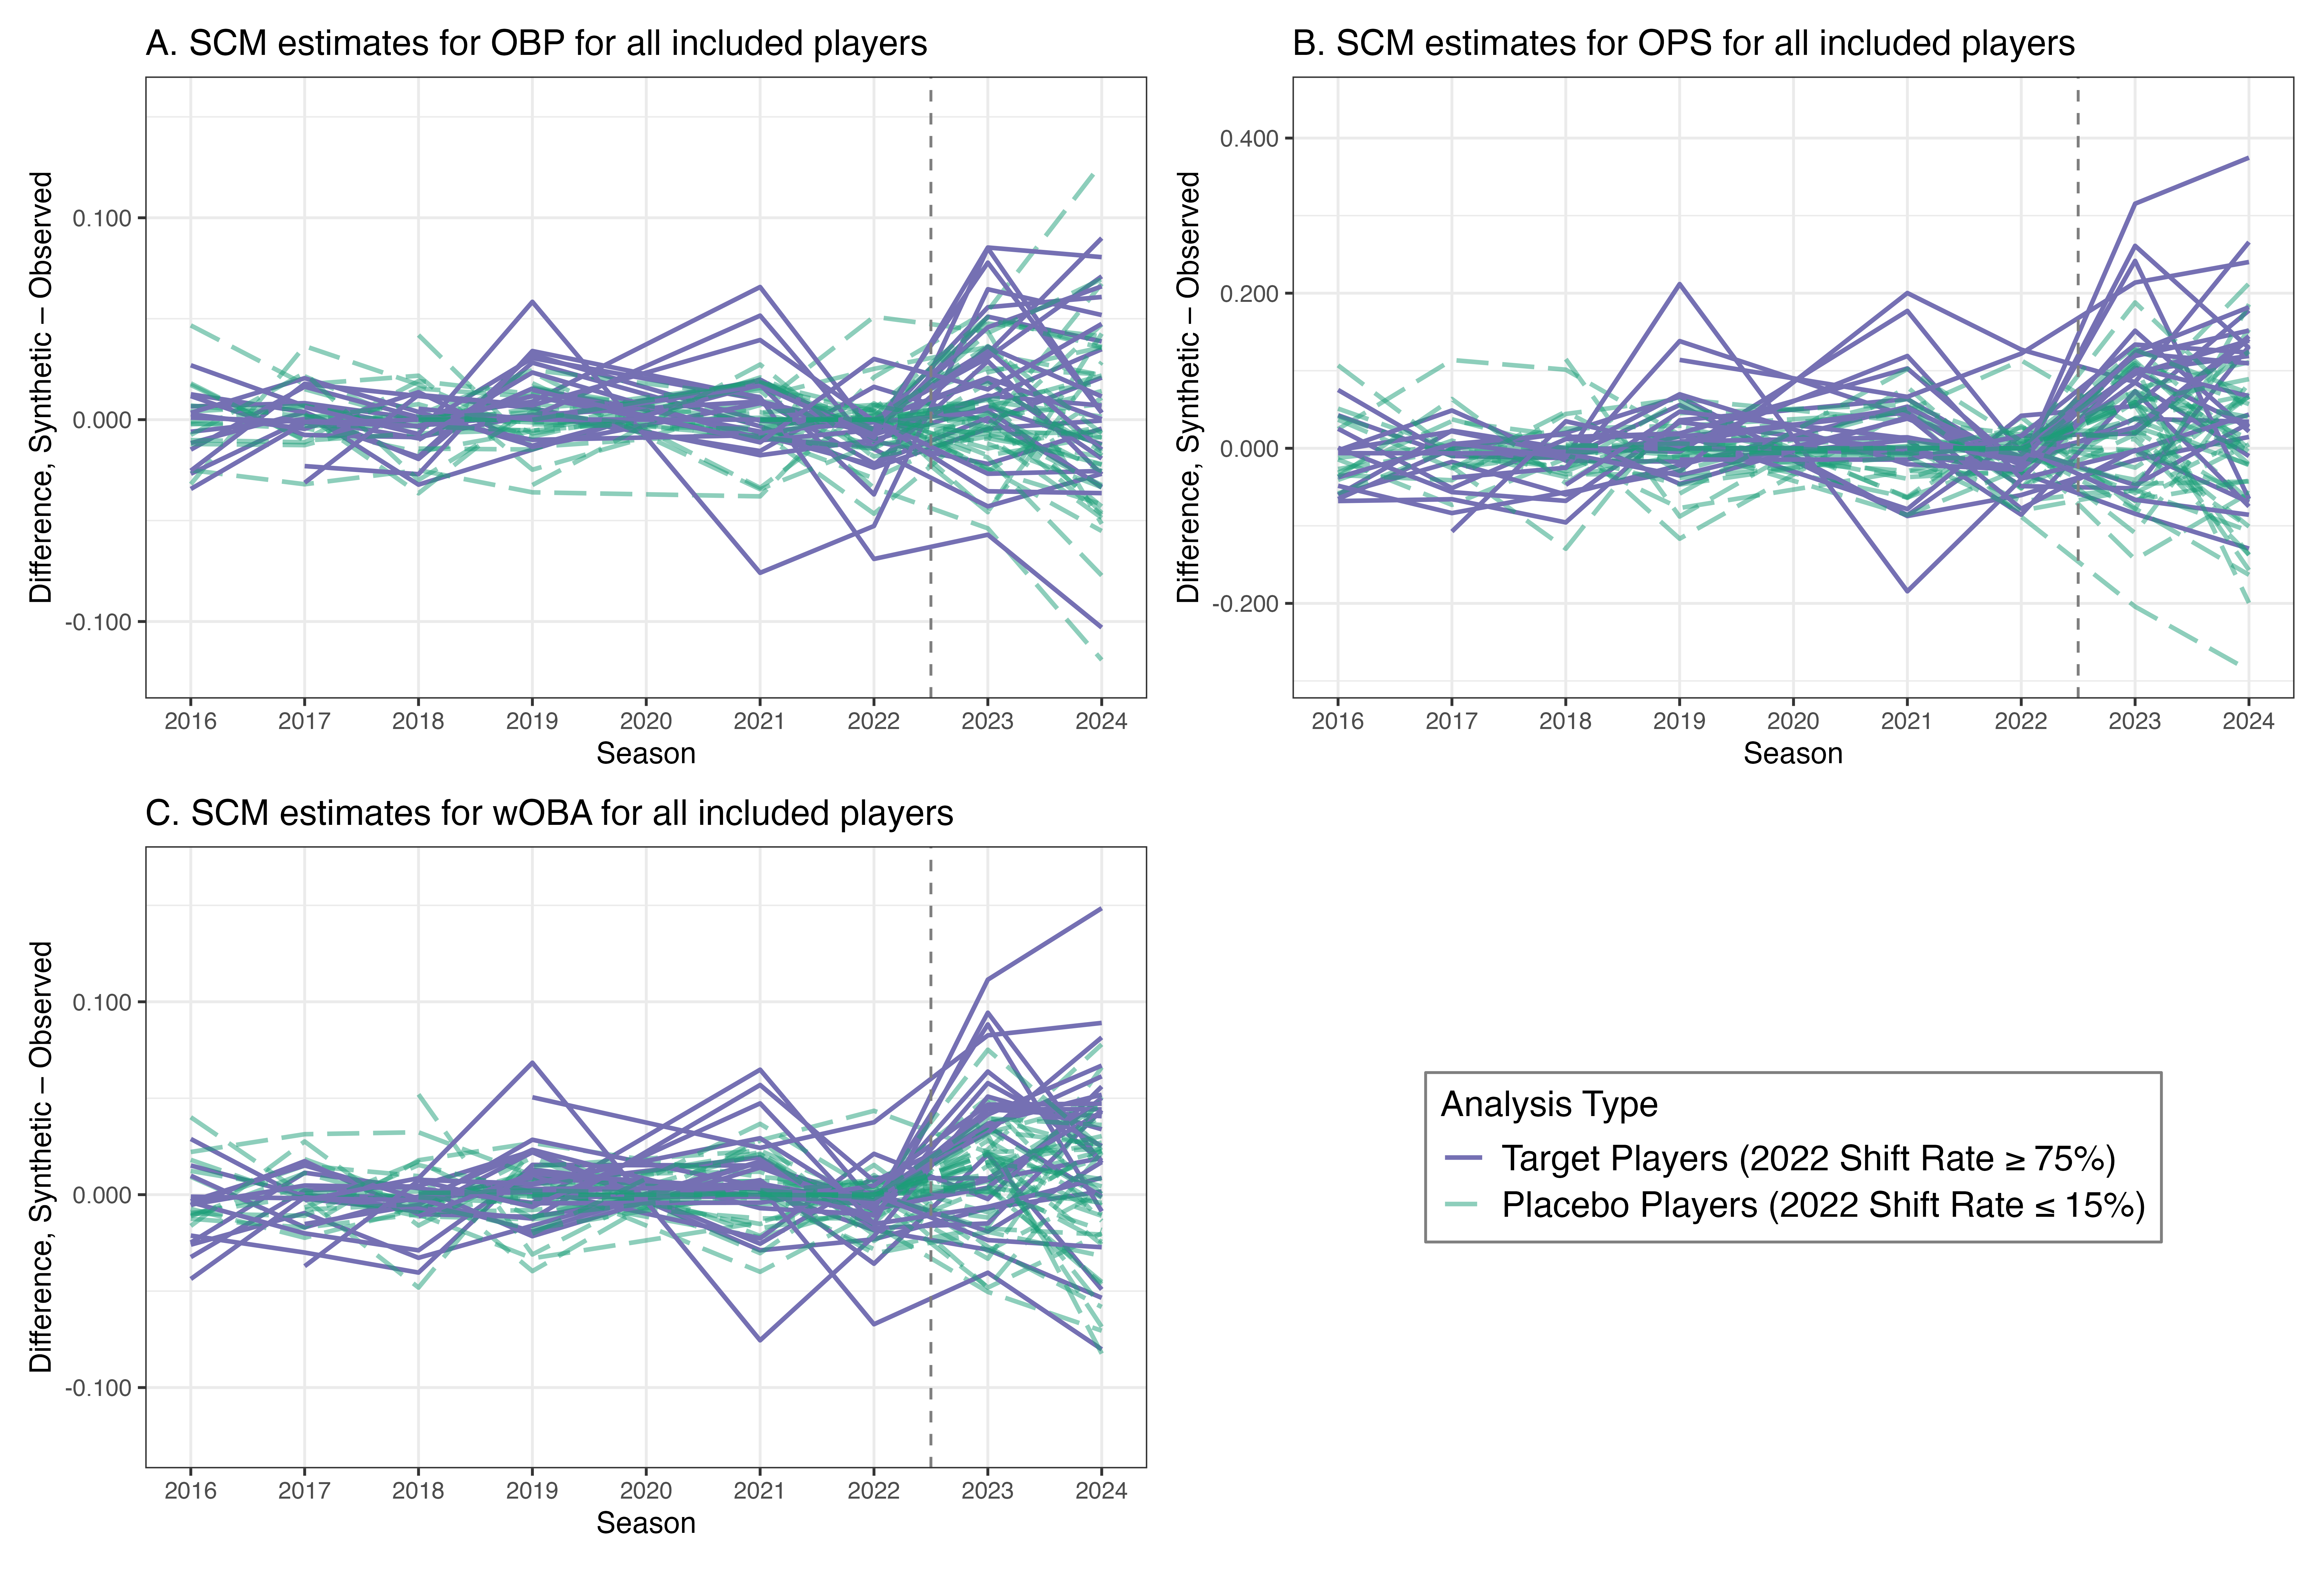 A. SCM estimates for OBP for all included players
Difference, Synthetic – Observed
0.100
0.000
-0.100
2016 2017 2018 2019 2020 2021 2022 2023 2024
Season
B. SCM estimates for OPS for all included players
Difference, Synthetic – Observed
0.400
0.200
0.000
-0.200
2016 2017 2018 2019 2020 2021 2022 2023 2024
Season
C. SCM estimates for wOBA for all included players
Difference, Synthetic – Observed
0.100
0.000
-0.100
2016 2017 2018 2019 2020 2021 2022 2023 2024
Season
Analysis Type
Target Players (2022 Shift Rate ≥ 75%)
Placebo Players (2022 Shift Rate ≤ 15%)